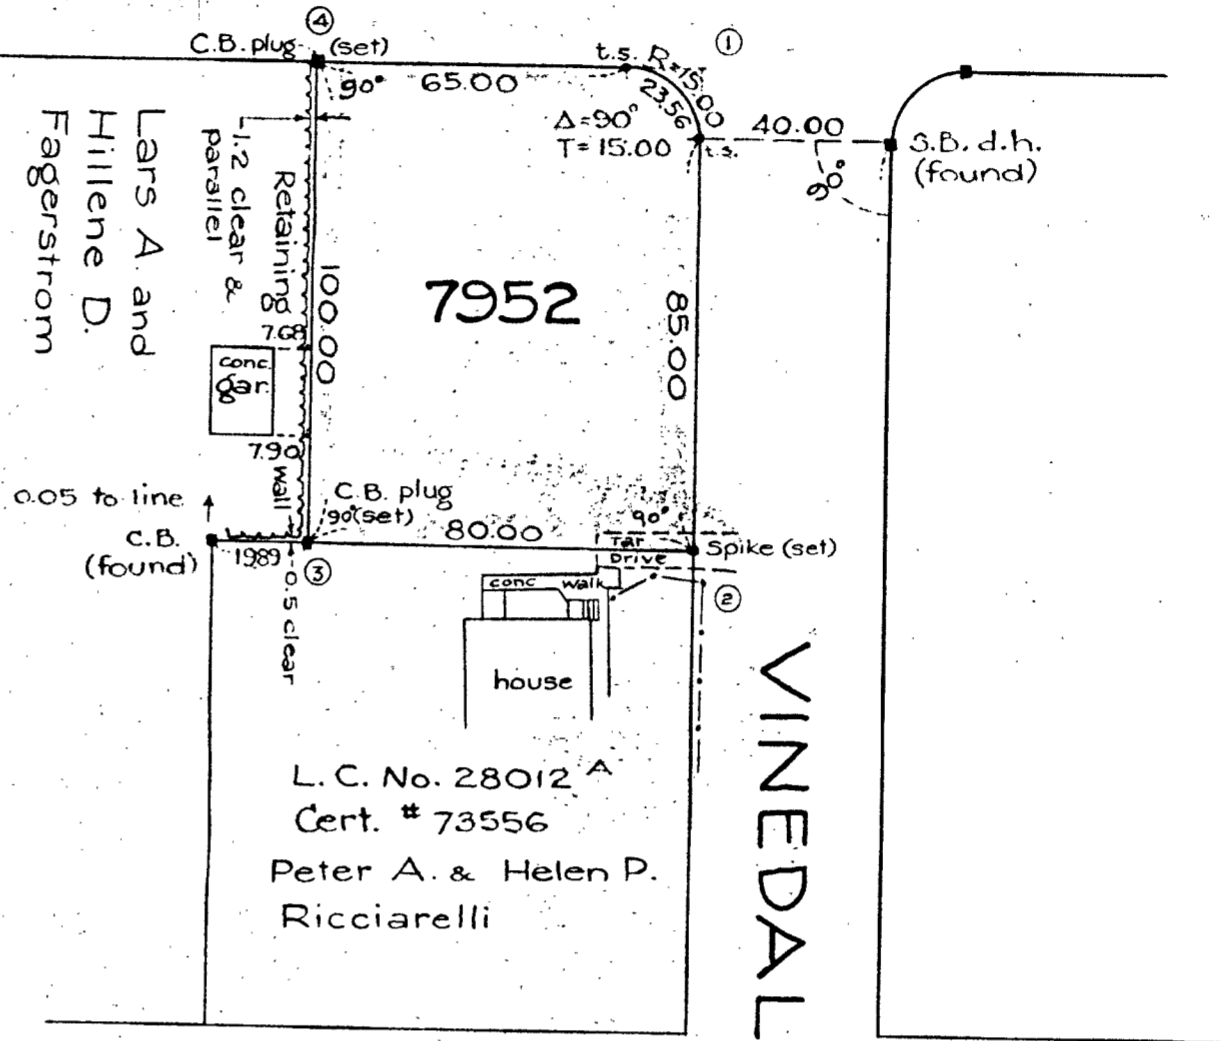 ④
C.B. plug (set)
t.s. R=15.00
①
90°
65.00
23.56
Δ=90°
T=15.00
t.s.
40.00
90°
S.B. d.h.
(found)
Lars A. and
Hillene D.
Fagerstrom
1.2 clear &
parallel
Retaining
wall
100.00
7952
85.00
7.68
conc.
gar.
7.90
0.05 to line
C.B.
(found)
19.89
0.5 clear
③
C.B. plug
90° (set)
80.00
90°
Tar
Drive
Spike (set)
②
conc walk
house
L. C. No. 28012 A
Cert. # 73556
Peter A. & Helen P.
Ricciarelli
VINEDAL